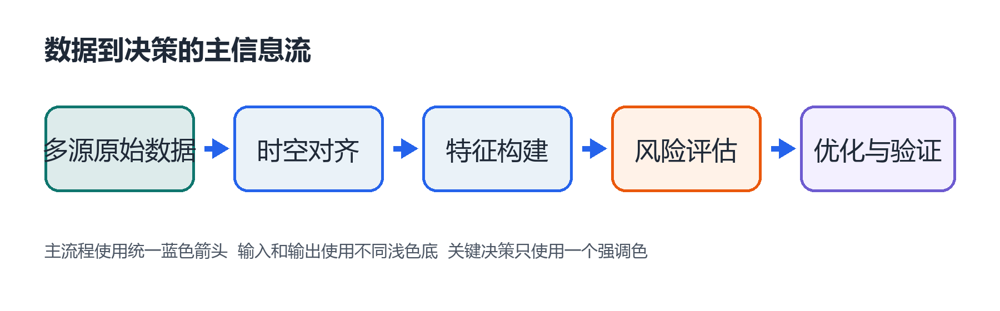 数据到决策的主信息流
多源原始数据
时空对齐
特征构建
风险评估
优化与验证
主流程使用统一蓝色箭头 输入和输出使用不同浅色底 关键决策只使用一个强调色